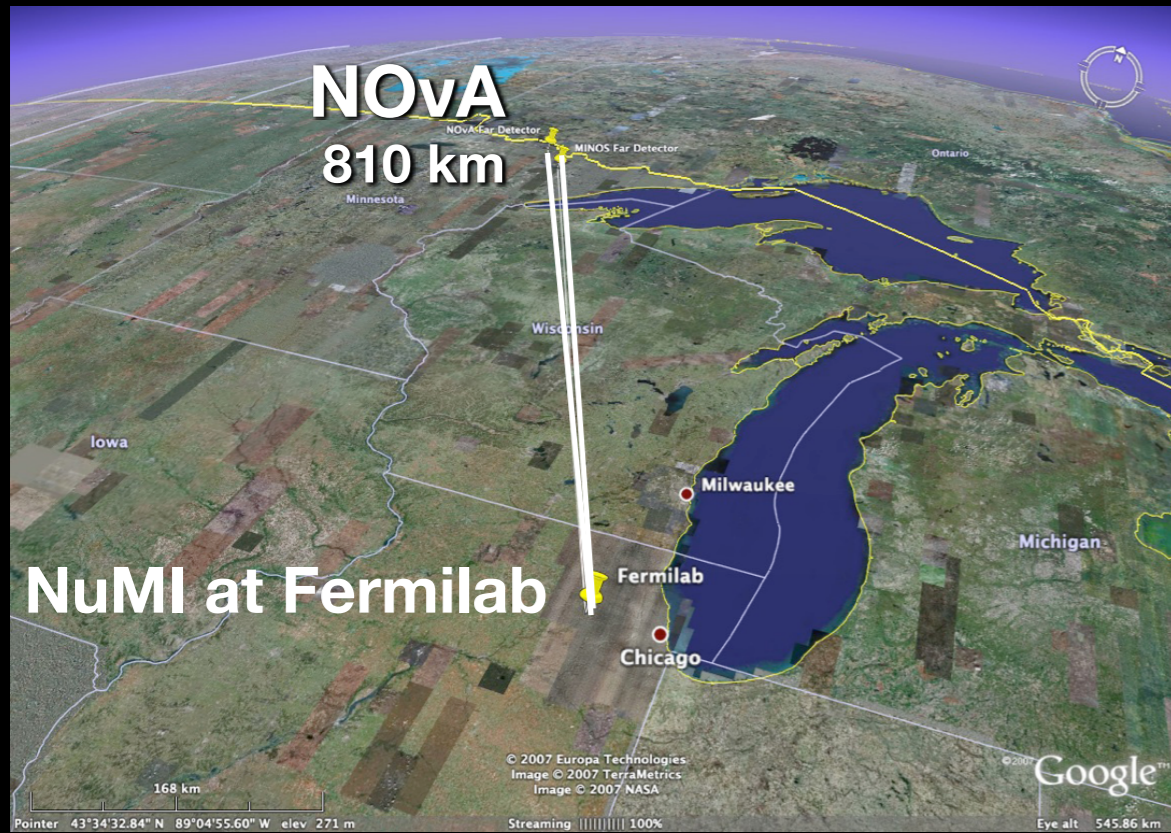 NOvA
NOvA Far Detector
810 km
MINOS Far Detector
Ontario
N
Minnesota
Wisconsin
Iowa
Milwaukee
Michigan
NuMI at Fermilab
Fermilab
Chicago
© 2007 Europa Technologies
Image © 2007 TerraMetrics
Image © 2007 NASA
©2007 Google™
168 km
Pointer 43°34'32.84" N 89°04'55.60" W elev 271 m
Streaming |||||||||| 100%
Eye alt 545.86 km